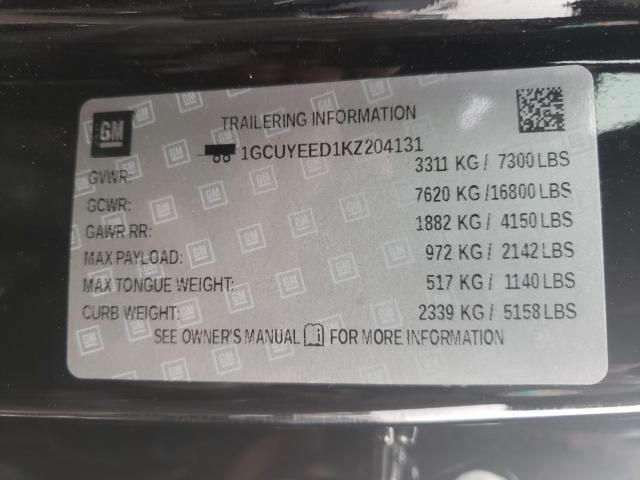 GM
TRAILERING INFORMATION
1GCUYEED1KZ204131
GVWR: 3311 KG / 7300 LBS
GCWR: 7620 KG /16800 LBS
GAWR RR: 1882 KG / 4150 LBS
MAX PAYLOAD: 972 KG / 2142 LBS
MAX TONGUE WEIGHT: 517 KG / 1140 LBS
CURB WEIGHT: 2339 KG / 5158 LBS
SEE OWNER'S MANUAL i FOR MORE INFORMATION